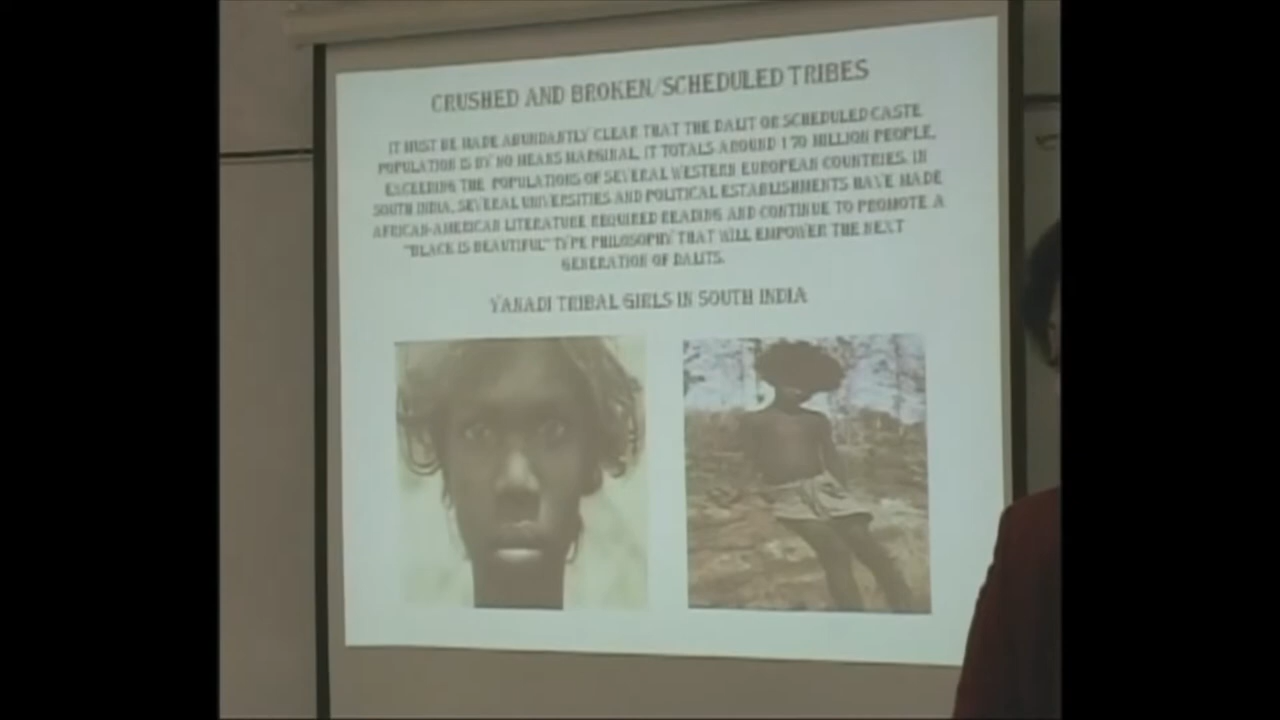 CRUSHED AND BROKEN/SCHEDULED TRIBES
IT MUST BE MADE ABUNDANTLY CLEAR THAT THE DALIT OR SCHEDULED CASTE
POPULATION IS BY NO MEANS MARGINAL. IT TOTALS AROUND 170 MILLION PEOPLE,
EXCEEDING THE POPULATIONS OF SEVERAL WESTERN EUROPEAN COUNTRIES. IN
SOUTH INDIA, SEVERAL UNIVERSITIES AND POLITICAL ESTABLISHMENTS HAVE MADE
AFRICAN-AMERICAN LITERATURE REQUIRED READING AND CONTINUE TO PROMOTE A
"BLACK IS BEAUTIFUL" TYPE PHILOSOPHY THAT WILL EMPOWER THE NEXT
GENERATION OF DALITS.
YANADI TRIBAL GIRLS IN SOUTH INDIA